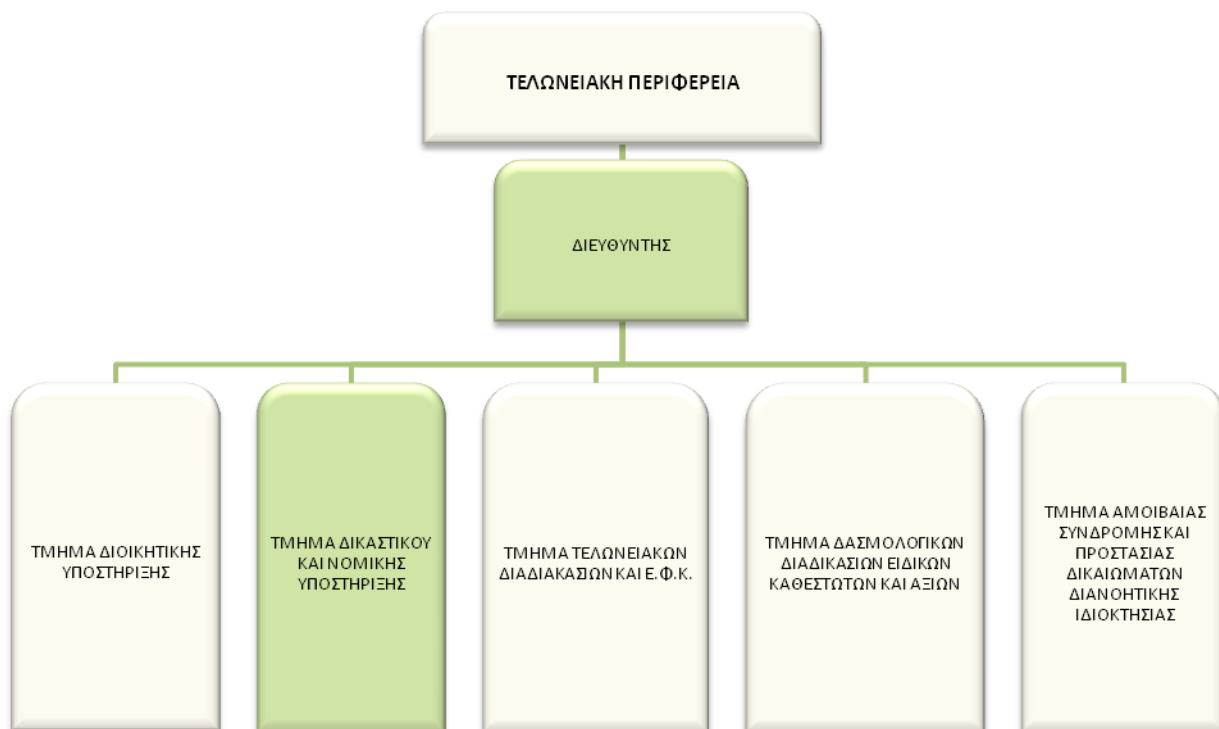 ΤΕΛΩΝΕΙΑΚΗ ΠΕΡΙΦΕΡΕΙΑ
ΔΙΕΥΘΥΝΤΗΣ
ΤΜΗΜΑ ΔΙΟΙΚΗΤΙΚΗΣ
ΥΠΟΣΤΗΡΙΞΗΣ
ΤΜΗΜΑ ΔΙΚΑΣΤΙΚΟΥ
ΚΑΙ ΝΟΜΙΚΗΣ
ΥΠΟΣΤΗΡΙΞΗΣ
ΤΜΗΜΑ ΤΕΛΩΝΕΙΑΚΩΝ
ΔΙΑΔΙΑΚΑΣΙΩΝ ΚΑΙ Ε.Φ.Κ.
ΤΜΗΜΑ ΔΑΣΜΟΛΟΓΙΚΩΝ
ΔΙΑΔΙΚΑΣΙΩΝ ΕΙΔΙΚΩΝ
ΚΑΘΕΣΤΩΤΩΝ ΚΑΙ ΑΞΙΩΝ
ΤΜΗΜΑ ΑΜΟΙΒΑΙΑΣ
ΣΥΝΔΡΟΜΗΣ ΚΑΙ
ΠΡΟΣΤΑΣΙΑΣ
ΔΙΚΑΙΩΜΑΤΩΝ
ΔΙΑΝΟΗΤΙΚΗΣ
ΙΔΙΟΚΤΗΣΙΑΣ